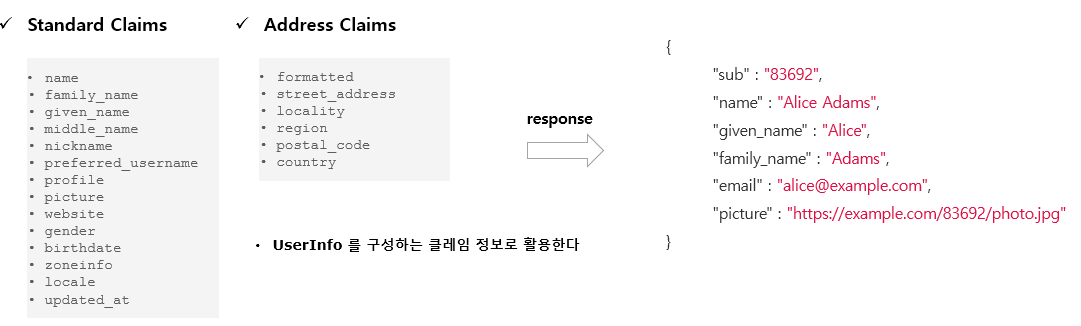 ✓ Standard Claims
• name
• family_name
• given_name
• middle_name
• nickname
• preferred_username
• profile
• picture
• website
• gender
• birthdate
• zoneinfo
• locale
• updated_at
✓ Address Claims
• formatted
• street_address
• locality
• region
• postal_code
• country
• UserInfo 를 구성하는 클레임 정보로 활용한다
response
{
"sub" : "83692",
"name" : "Alice Adams",
"given_name" : "Alice",
"family_name" : "Adams",
"email" : "alice@example.com",
"picture" : "https://example.com/83692/photo.jpg"
}